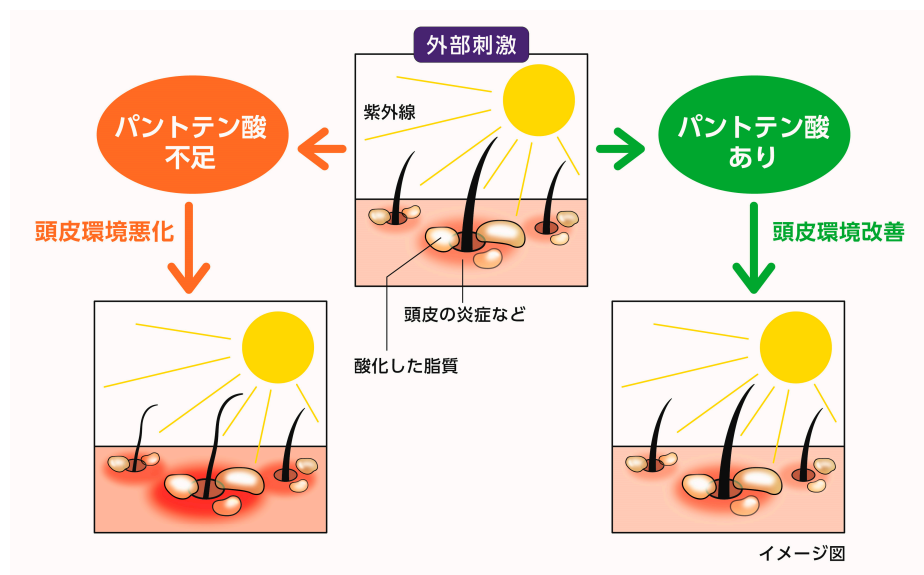 外部刺激
紫外線
パントテン酸
不足
パントテン酸
あり
頭皮環境悪化
頭皮環境改善
頭皮の炎症など
酸化した脂質
イメージ図